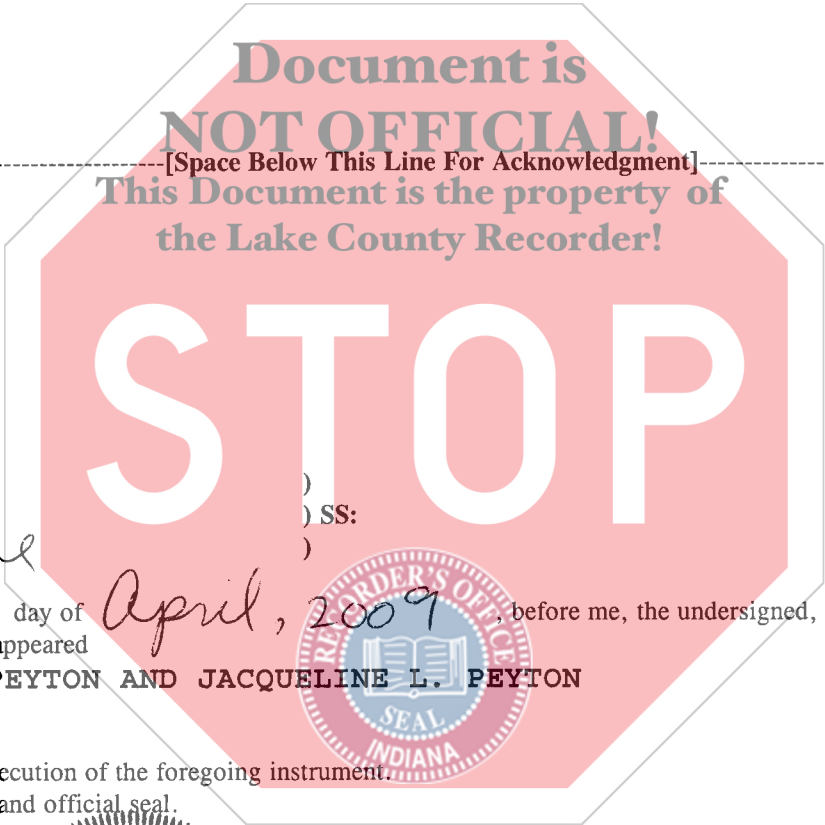 Document is
NOT OFFICIAL!
[Space Below This Line For Acknowledgment]
This Document is the property of
the Lake County Recorder!
STOP
)
) SS:
)
day of April, 2009, before me, the undersigned,
ppeared
PEYTON AND JACQUELINE L. PEYTON
RECORDER'S OFFICE
SEAL
INDIANA
ecution of the foregoing instrument.
and official seal.